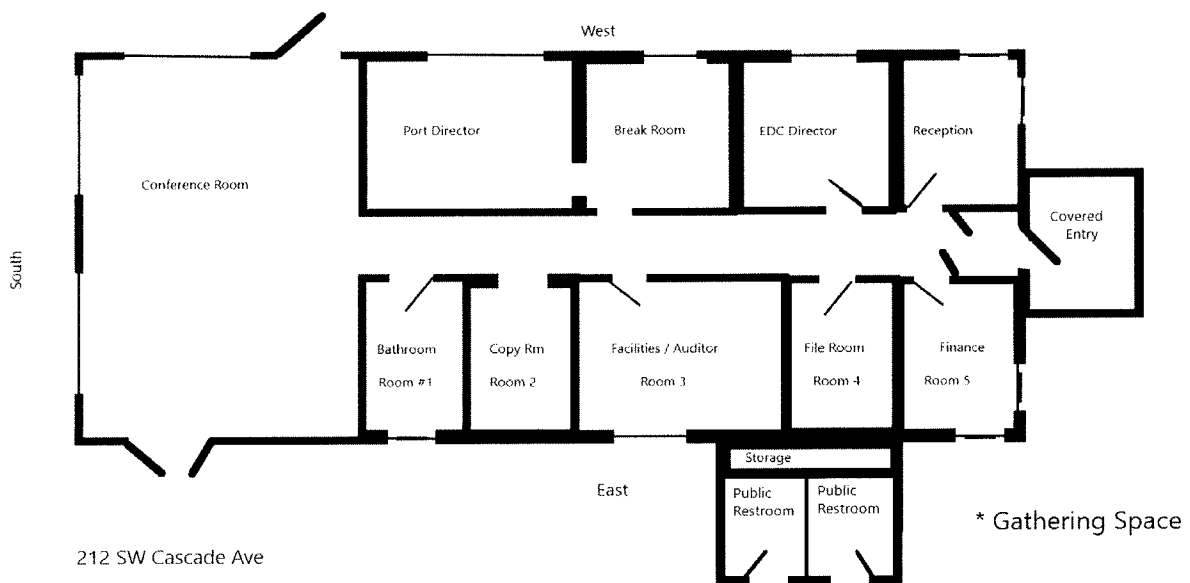 West
Port Director
Break Room
EDC Director
Reception
Conference Room
Covered
Entry
South
Bathroom
Room #1
Copy Rm
Room 2
Facilities / Auditor
Room 3
File Room
Room 4
Finance
Room 5
Storage
Public
Restroom
Public
Restroom
East
* Gathering Space
212 SW Cascade Ave